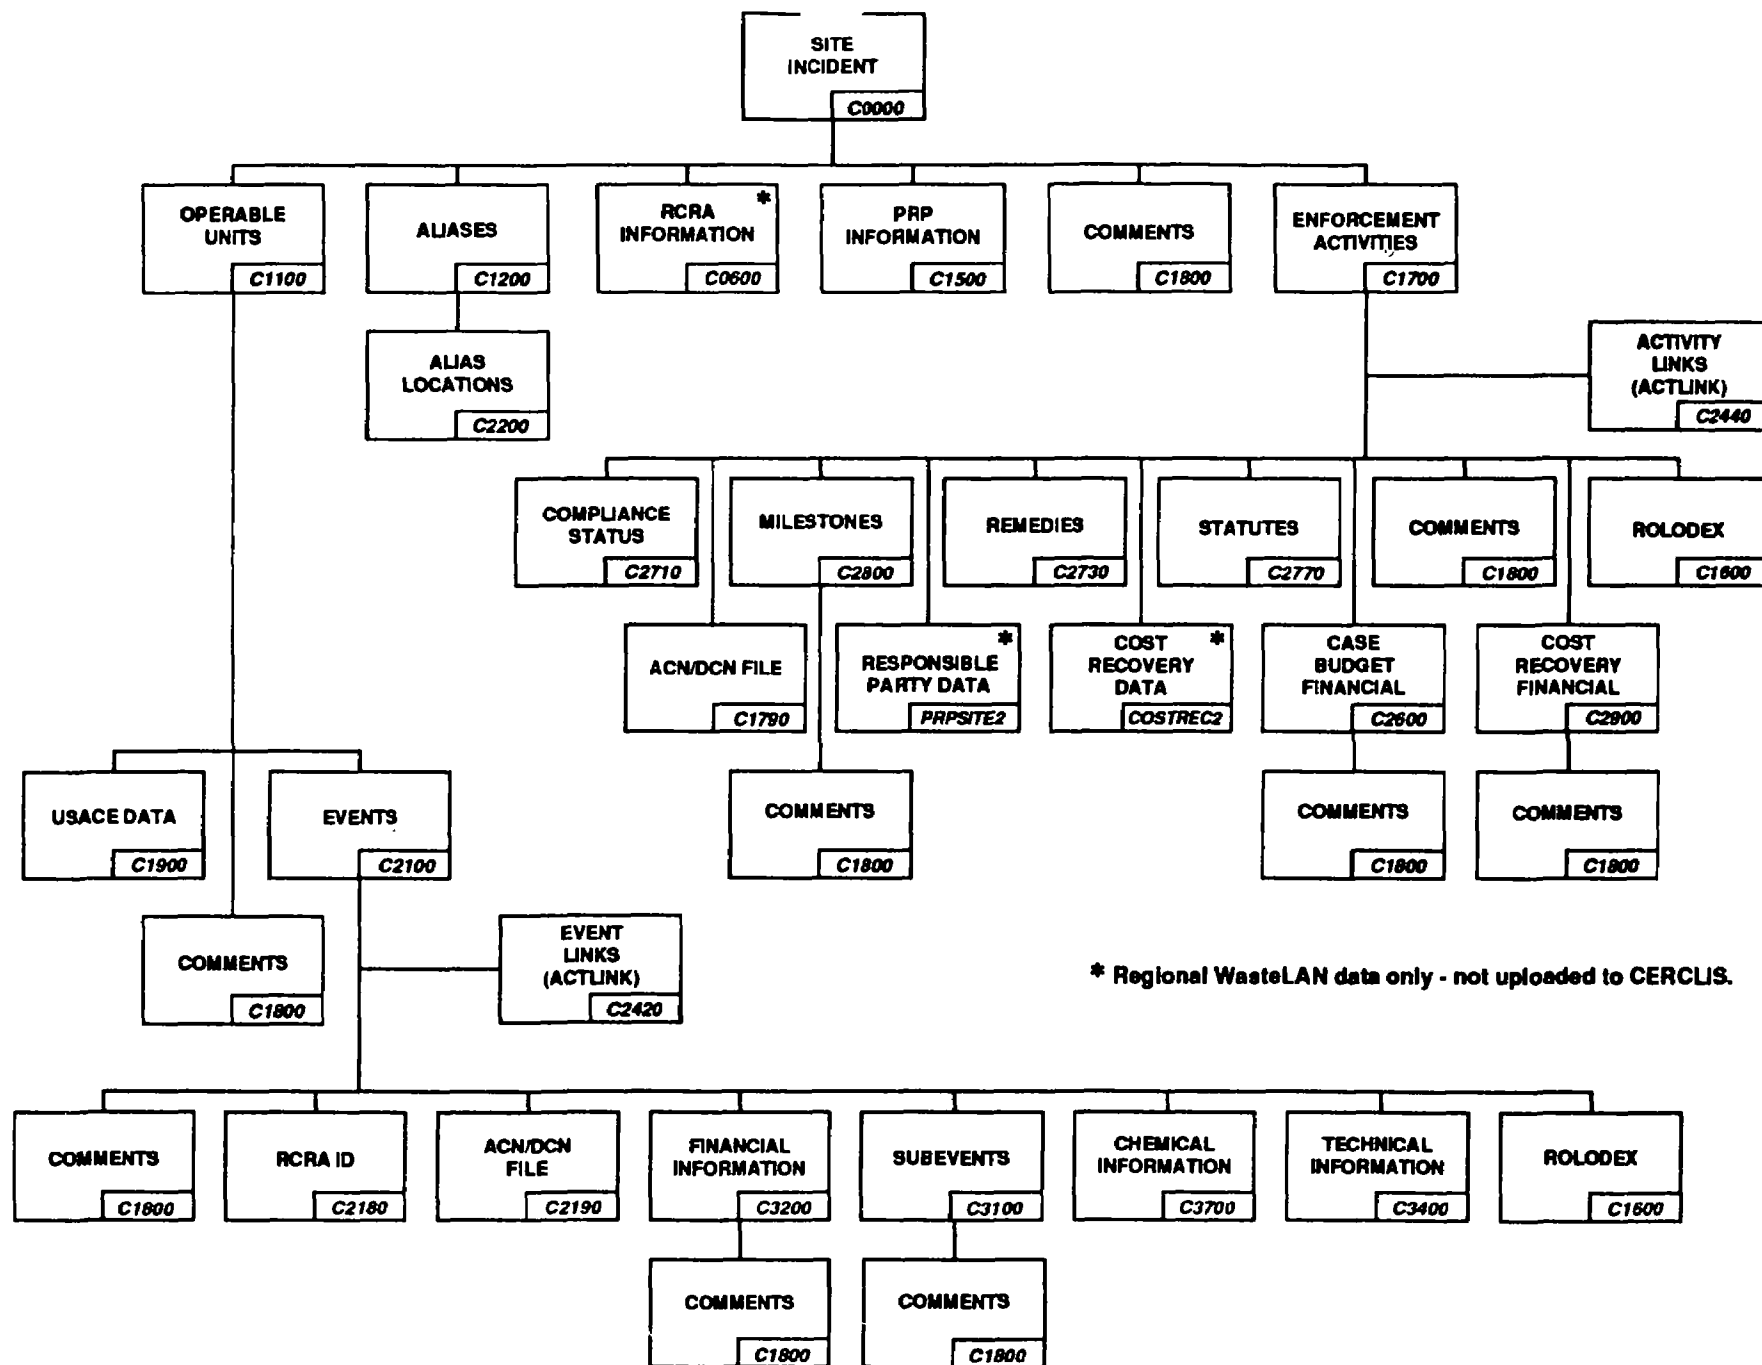 SITE
INCIDENT
C0000
OPERABLE
UNITS
C1100
ALIASES
C1200
RCRA *
INFORMATION
C0600
PRP
INFORMATION
C1500
COMMENTS
C1800
ENFORCEMENT
ACTIVITIES
C1700
ALIAS
LOCATIONS
C2200
ACTIVITY
LINKS
(ACTLINK)
C2440
COMPLIANCE
STATUS
C2710
MILESTONES
C2800
REMEDIES
C2730
STATUTES
C2770
COMMENTS
C1800
ROLODEX
C1600
ACN/DCN FILE
C1790
*
RESPONSIBLE
PARTY DATA
PRPSITE2
COST *
RECOVERY
DATA
COSTREC2
CASE
BUDGET
FINANCIAL
C2600
COST
RECOVERY
FINANCIAL
C2900
USACE DATA
C1900
EVENTS
C2100
COMMENTS
C1800
COMMENTS
C1800
COMMENTS
C1800
COMMENTS
C1800
EVENT
LINKS
(ACTLINK)
C2420
* Regional WasteLAN data only - not uploaded to CERCLIS.
COMMENTS
C1800
RCRA ID
C2180
ACN/DCN
FILE
C2190
FINANCIAL
INFORMATION
C3200
SUBEVENTS
C3100
CHEMICAL
INFORMATION
C3700
TECHNICAL
INFORMATION
C3400
ROLODEX
C1600
COMMENTS
C1800
COMMENTS
C1800